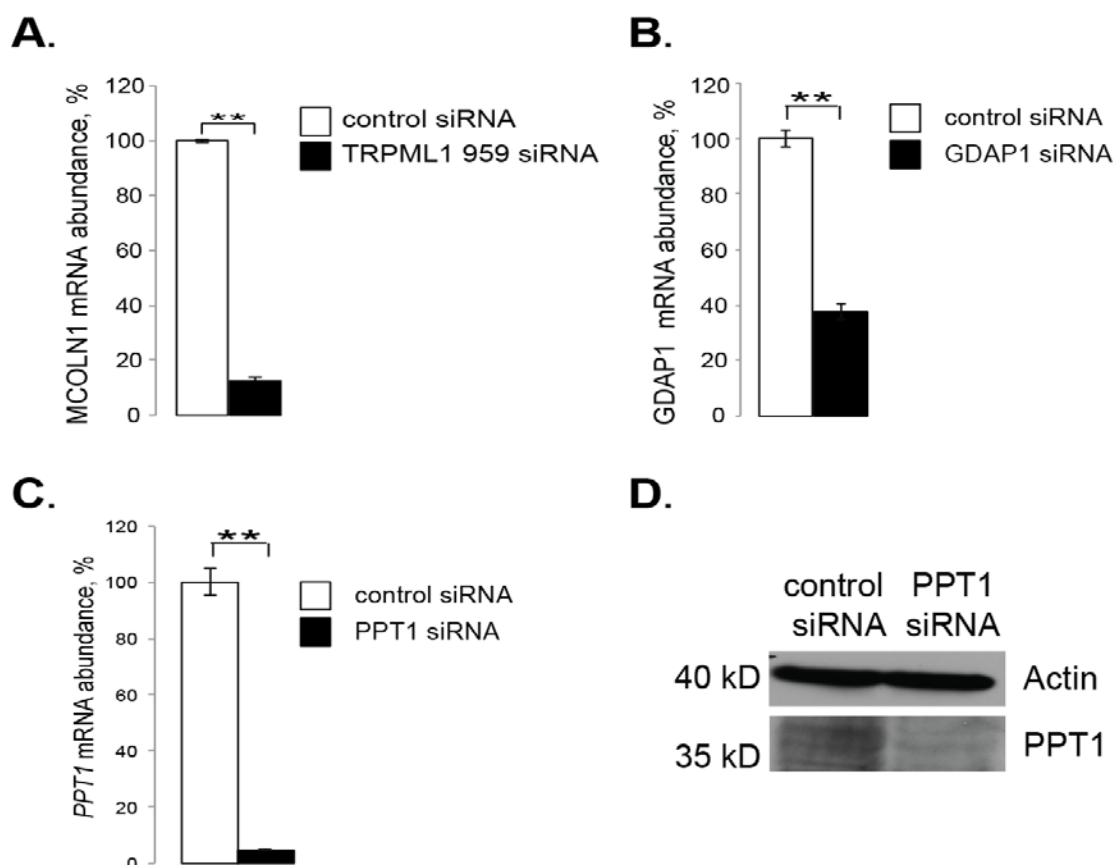 A.
MCOLN1 mRNA abundance, %
120
100
80
60
40
20
0
**
control siRNA
TRPML1 959 siRNA
B.
GDAP1 mRNA abundance, %
120
100
80
60
40
20
0
**
control siRNA
GDAP1 siRNA
C.
PPT1 mRNA abundance, %
120
100
80
60
40
20
0
**
control siRNA
PPT1 siRNA
D.
control PPT1
siRNA siRNA
40 kD Actin
35 kD PPT1